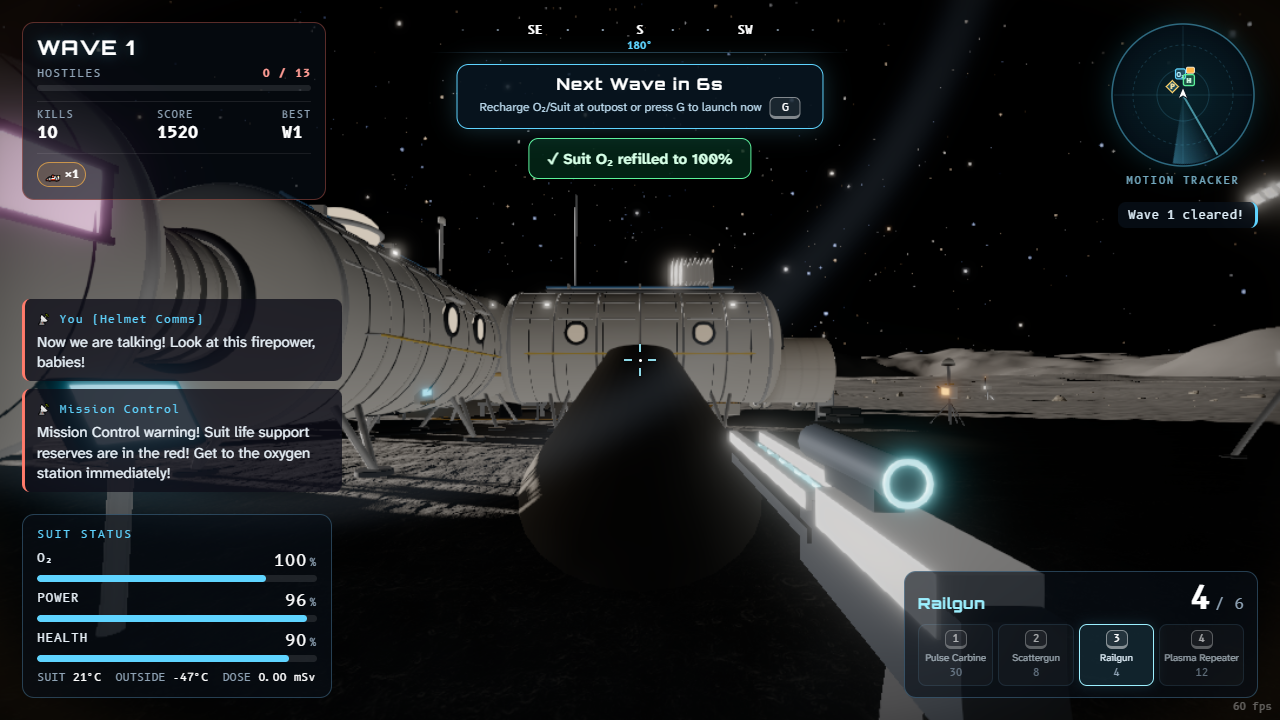 WAVE 1
HOSTILES 0 / 13
KILLS SCORE BEST
10 1520 W1
×1
SE S SW
180°
Next Wave in 6s
Recharge O₂/Suit at outpost or press G to launch now G
✓ Suit O₂ refilled to 100%
O₂
H
P
MOTION TRACKER
Wave 1 cleared!
You [Helmet Comms]
Now we are talking! Look at this firepower,
babies!
Mission Control
Mission Control warning! Suit life support
reserves are in the red! Get to the oxygen
station immediately!
SUIT STATUS
O₂ 100%
POWER 96%
HEALTH 90%
SUIT 21°C OUTSIDE -47°C DOSE 0.00 mSv
Railgun 4 / 6
1 2 3 4
Pulse Carbine Scattergun Railgun Plasma Repeater
30 8 4 12
60 fps